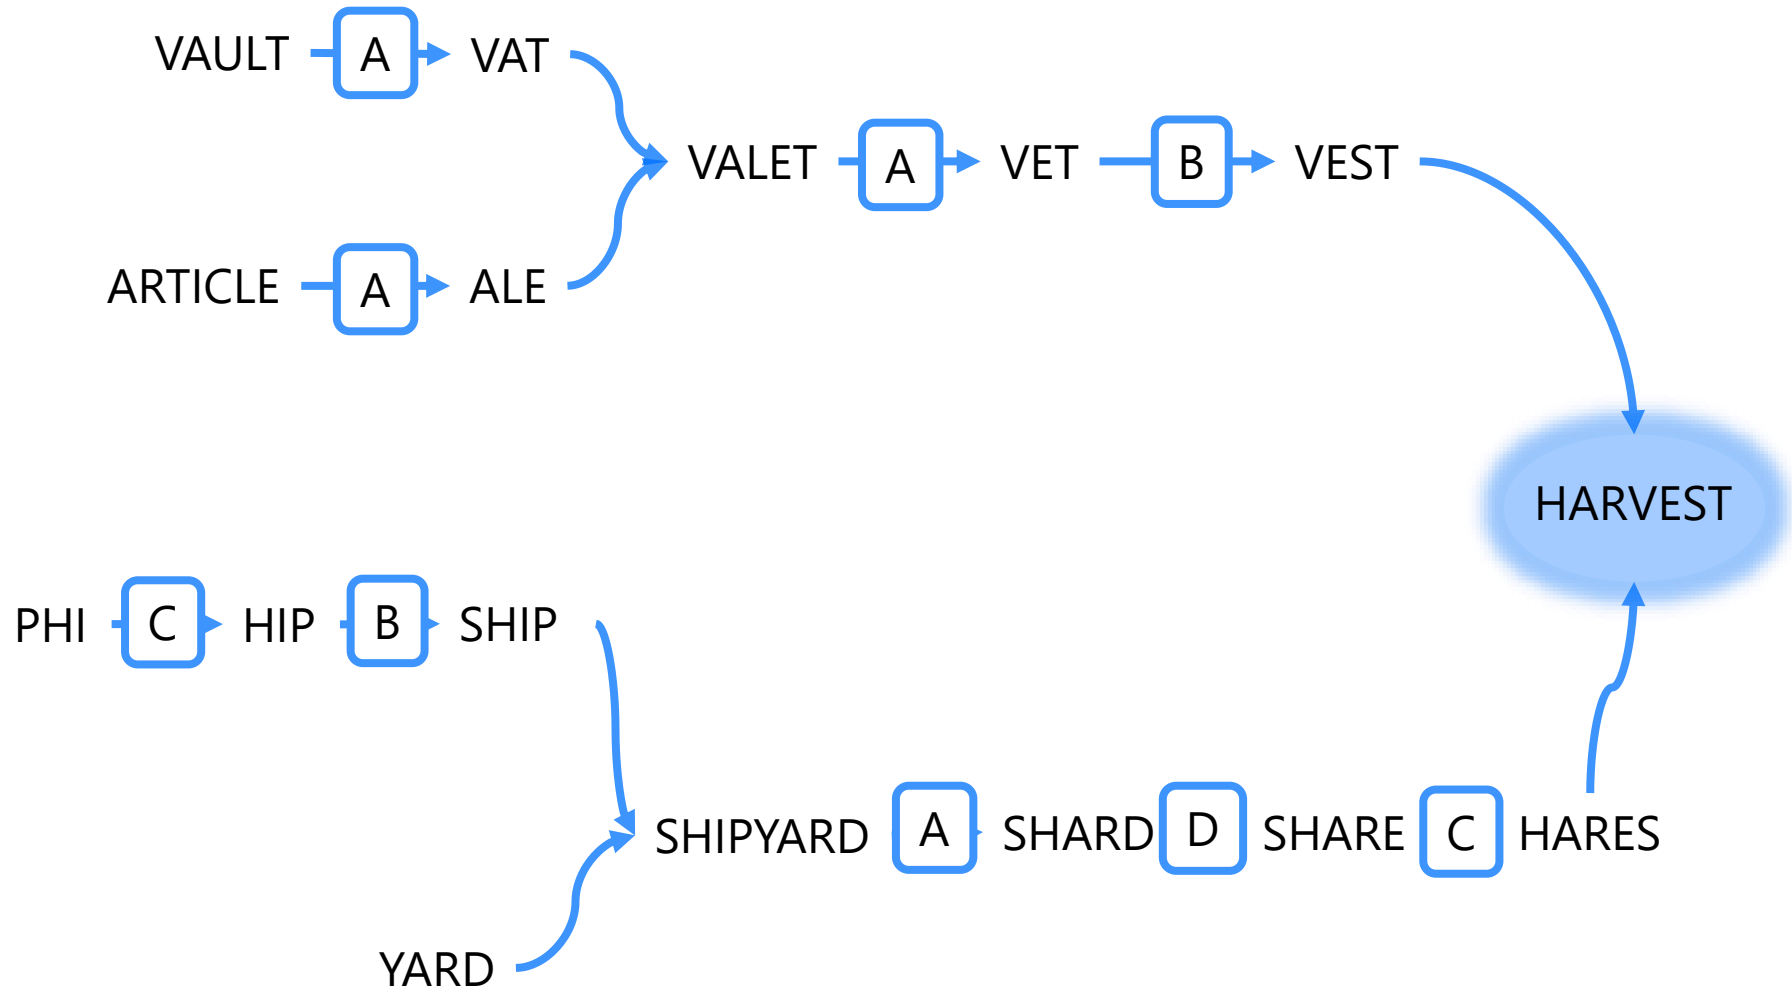 VAULT A VAT
VALET A VET B VEST
ARTICLE A ALE
HARVEST
PHI C HIP B SHIP
SHIPYARD A SHARD D SHARE C HARES
YARD